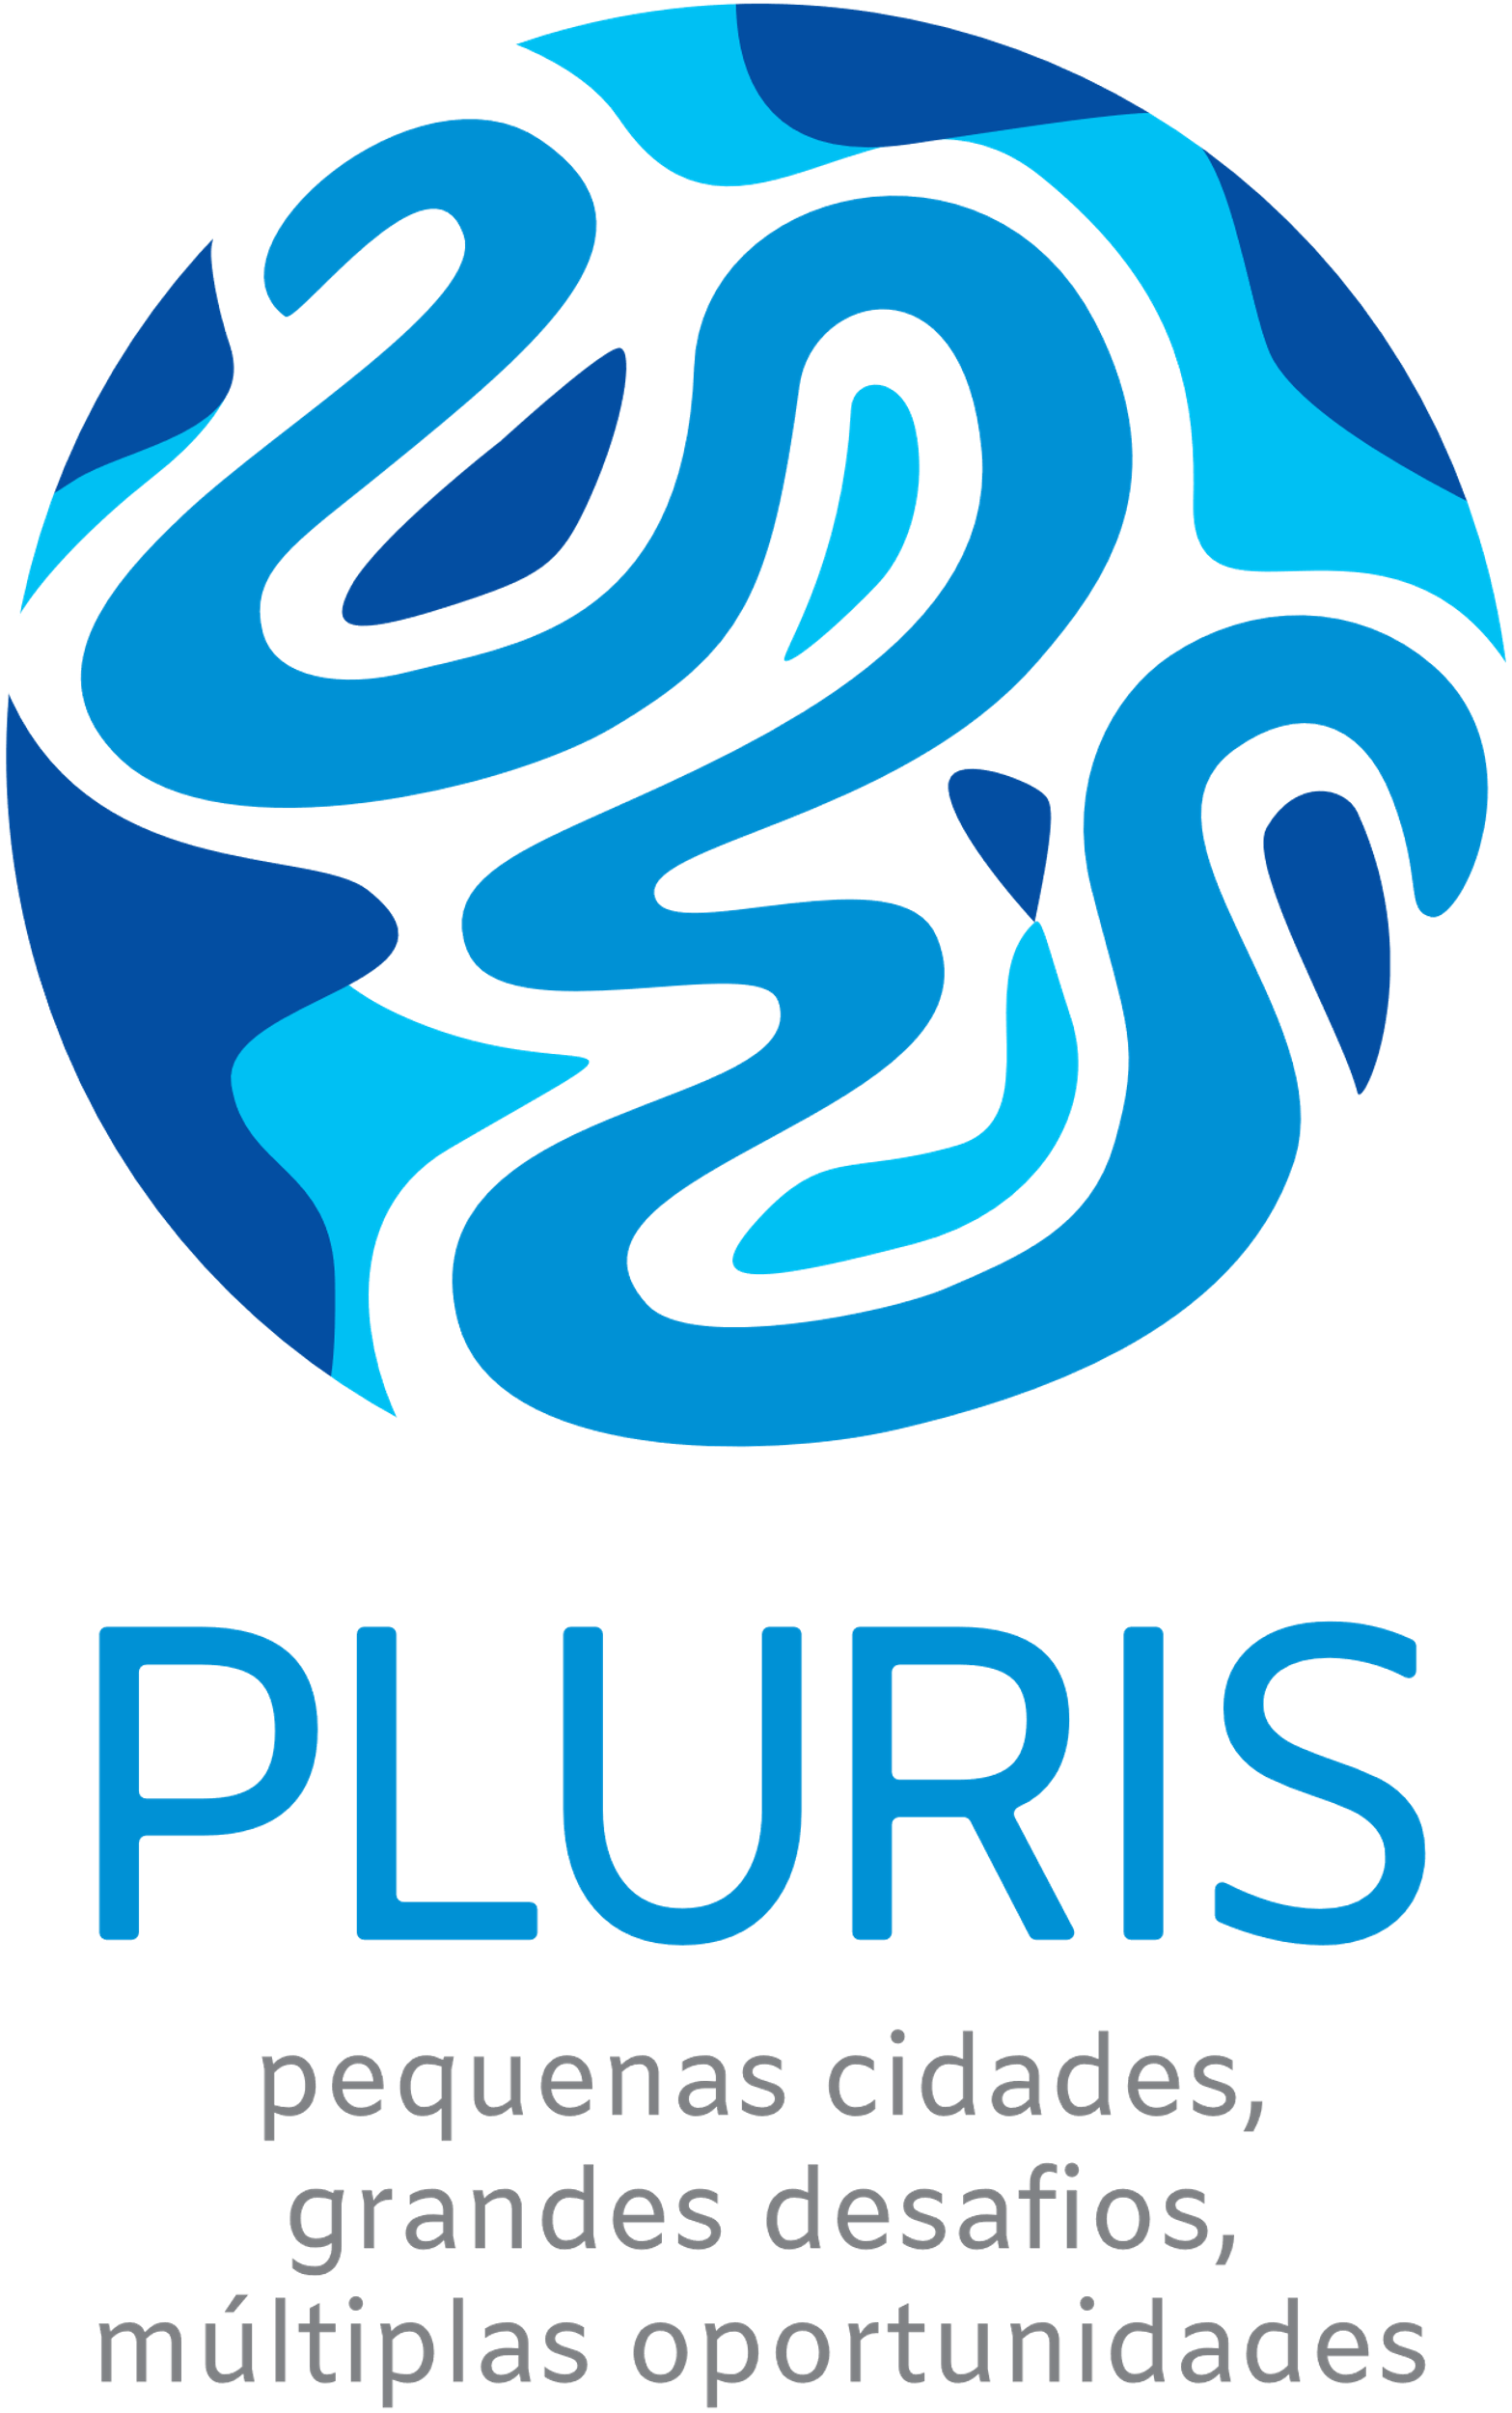 PLURIS
pequenas cidades,
grandes desafios,
múltiplas oportunidades